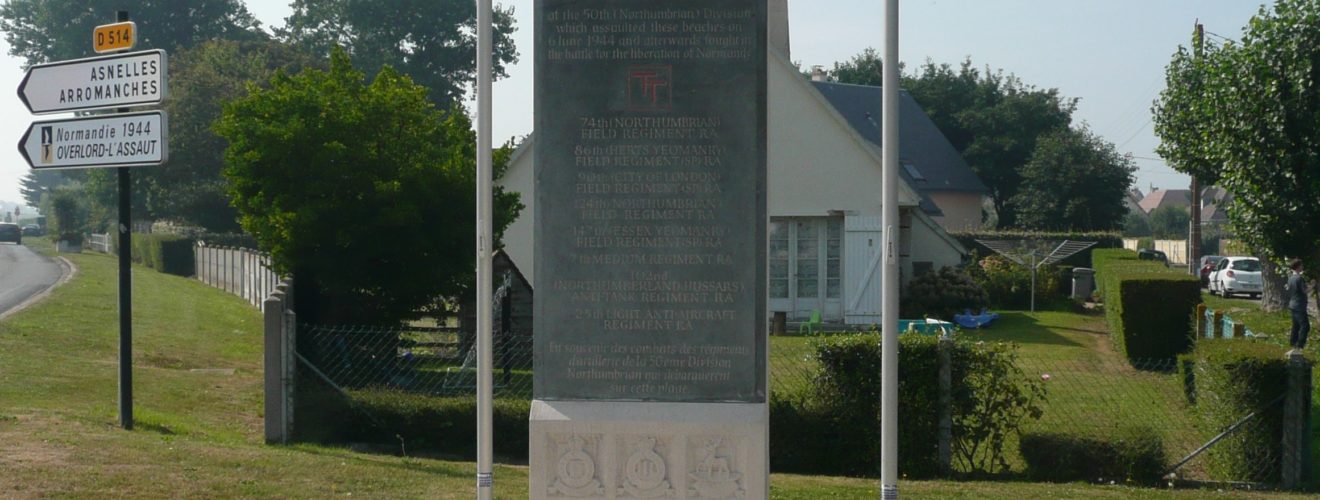 D 514
ASNELLES
ARROMANCHES
Normandie 1944
OVERLORD-L'ASSAUT
of the 50th (Northumbrian) Division
which assaulted these beaches on
6 June 1944 and afterwards fought in
the battle for the liberation of Normandy
TT
74th (NORTHUMBRIAN)
FIELD REGIMENT RA
86th (HERTS YEOMANRY)
FIELD REGIMENT (SP) RA
90th (CITY OF LONDON)
FIELD REGIMENT (SP) RA
124th (NORTHUMBRIAN)
FIELD REGIMENT RA
147th (ESSEX YEOMANRY)
FIELD REGIMENT (SP) RA
7th MEDIUM REGIMENT RA
102nd
(NORTHUMBERLAND HUSSARS)
ANTI-TANK REGIMENT RA
25th LIGHT ANTI-AIRCRAFT
REGIMENT RA
En souvenir des combats des régiments
d'artillerie de la 50ème Division
Northumbrian qui débarquèrent
sur cette plage